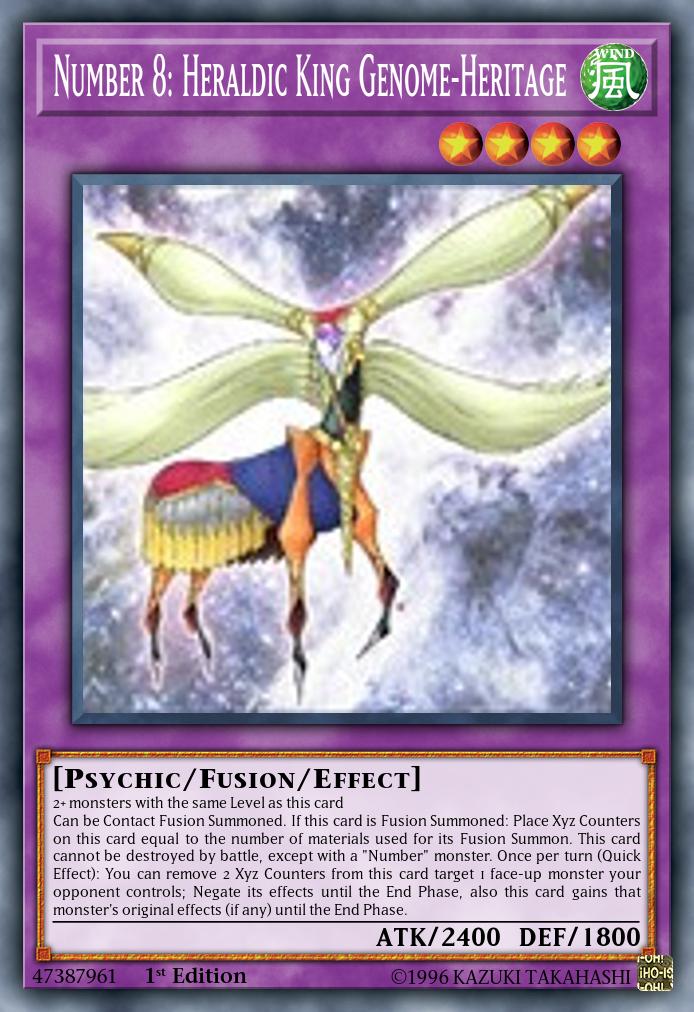 Number 8: Heraldic King Genome-Heritage
WIND
風
[Psychic/Fusion/Effect]
2+ monsters with the same Level as this card
Can be Contact Fusion Summoned. If this card is Fusion Summoned: Place Xyz Counters
on this card equal to the number of materials used for its Fusion Summon. This card
cannot be destroyed by battle, except with a "Number" monster. Once per turn (Quick
Effect): You can remove 2 Xyz Counters from this card target 1 face-up monster your
opponent controls; Negate its effects until the End Phase, also this card gains that
monster's original effects (if any) until the End Phase.
ATK/2400 DEF/1800
47387961 1st Edition ©1996 KAZUKI TAKAHASHI